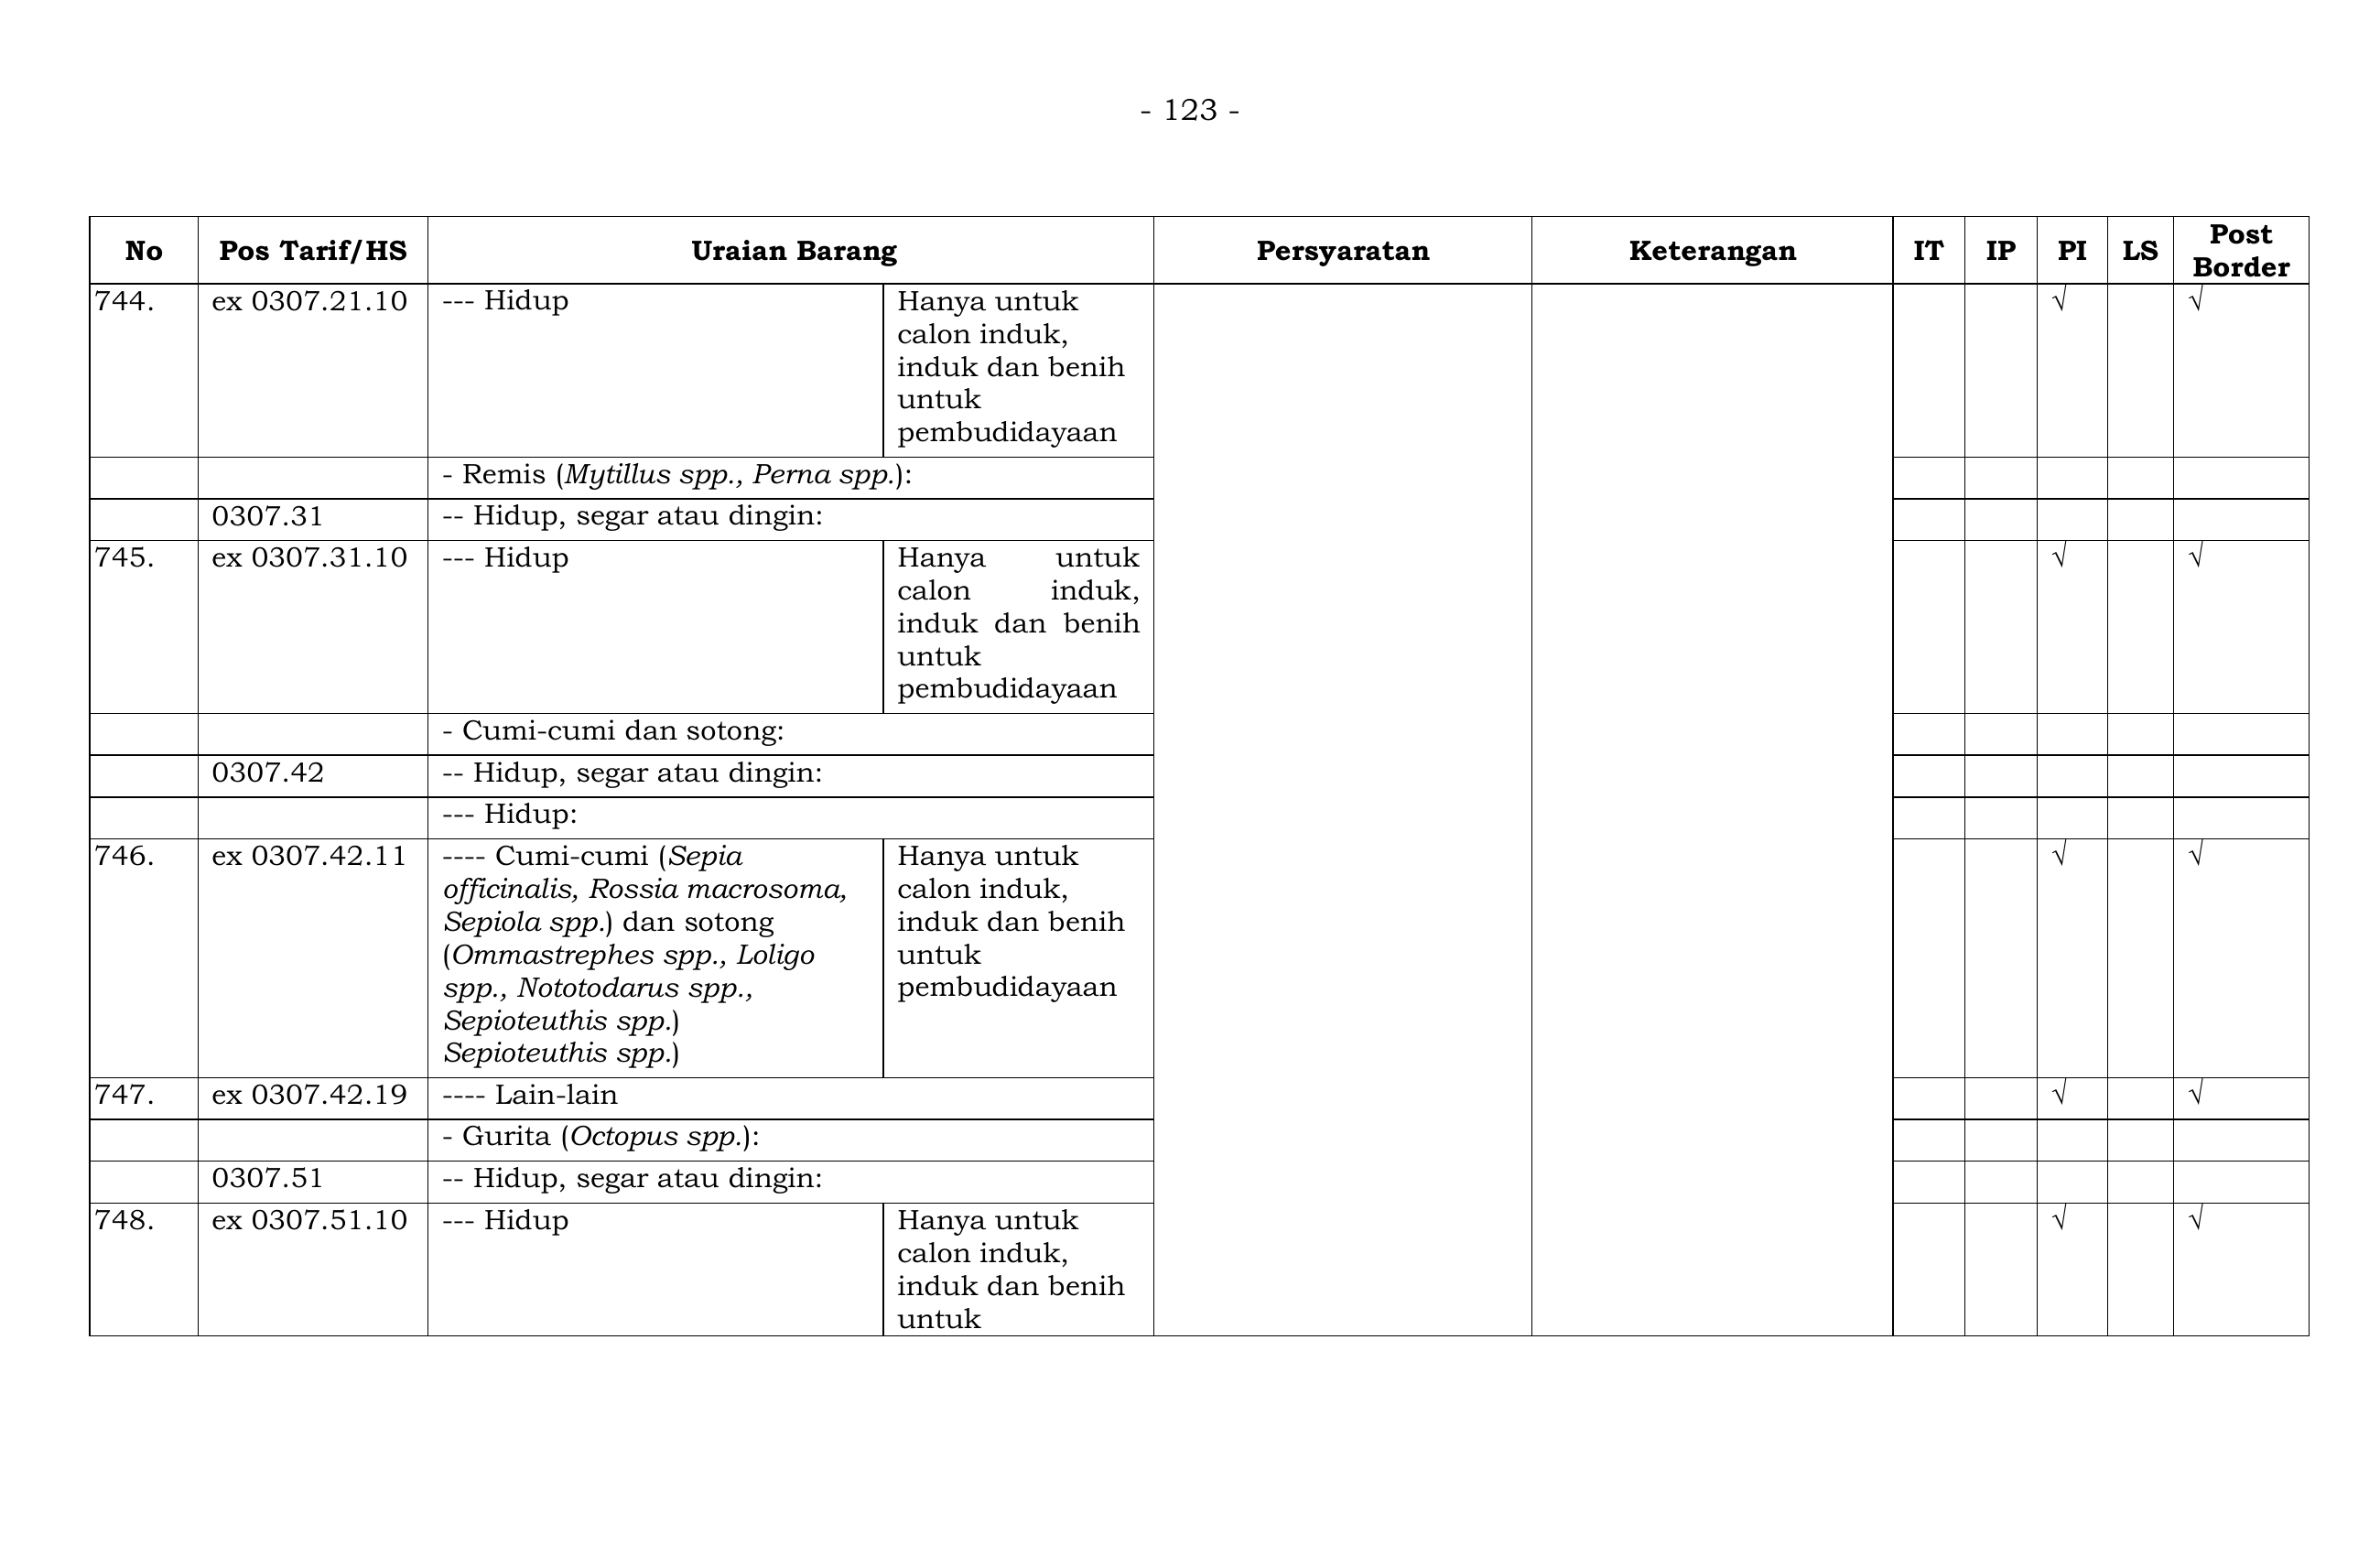 - 123 -
No Pos Tarif/HS Uraian Barang Persyaratan Keterangan IT IP PI LS Post Border
744. ex 0307.21.10 --- Hidup Hanya untuk √ √
calon induk,
induk dan benih
untuk
pembudidayaan
- Remis (Mytillus spp., Perna spp.):
0307.31 -- Hidup, segar atau dingin:
745. ex 0307.31.10 --- Hidup Hanya untuk √ √
calon induk,
induk dan benih
untuk
pembudidayaan
- Cumi-cumi dan sotong:
0307.42 -- Hidup, segar atau dingin:
--- Hidup:
746. ex 0307.42.11 ---- Cumi-cumi (Sepia Hanya untuk √ √
officinalis, Rossia macrosoma, calon induk,
Sepiola spp.) dan sotong induk dan benih
(Ommastrephes spp., Loligo untuk
spp., Nototodarus spp., pembudidayaan
Sepioteuthis spp.)
Sepioteuthis spp.)
747. ex 0307.42.19 ---- Lain-lain √ √
- Gurita (Octopus spp.):
0307.51 -- Hidup, segar atau dingin:
748. ex 0307.51.10 --- Hidup Hanya untuk √ √
calon induk,
induk dan benih
untuk